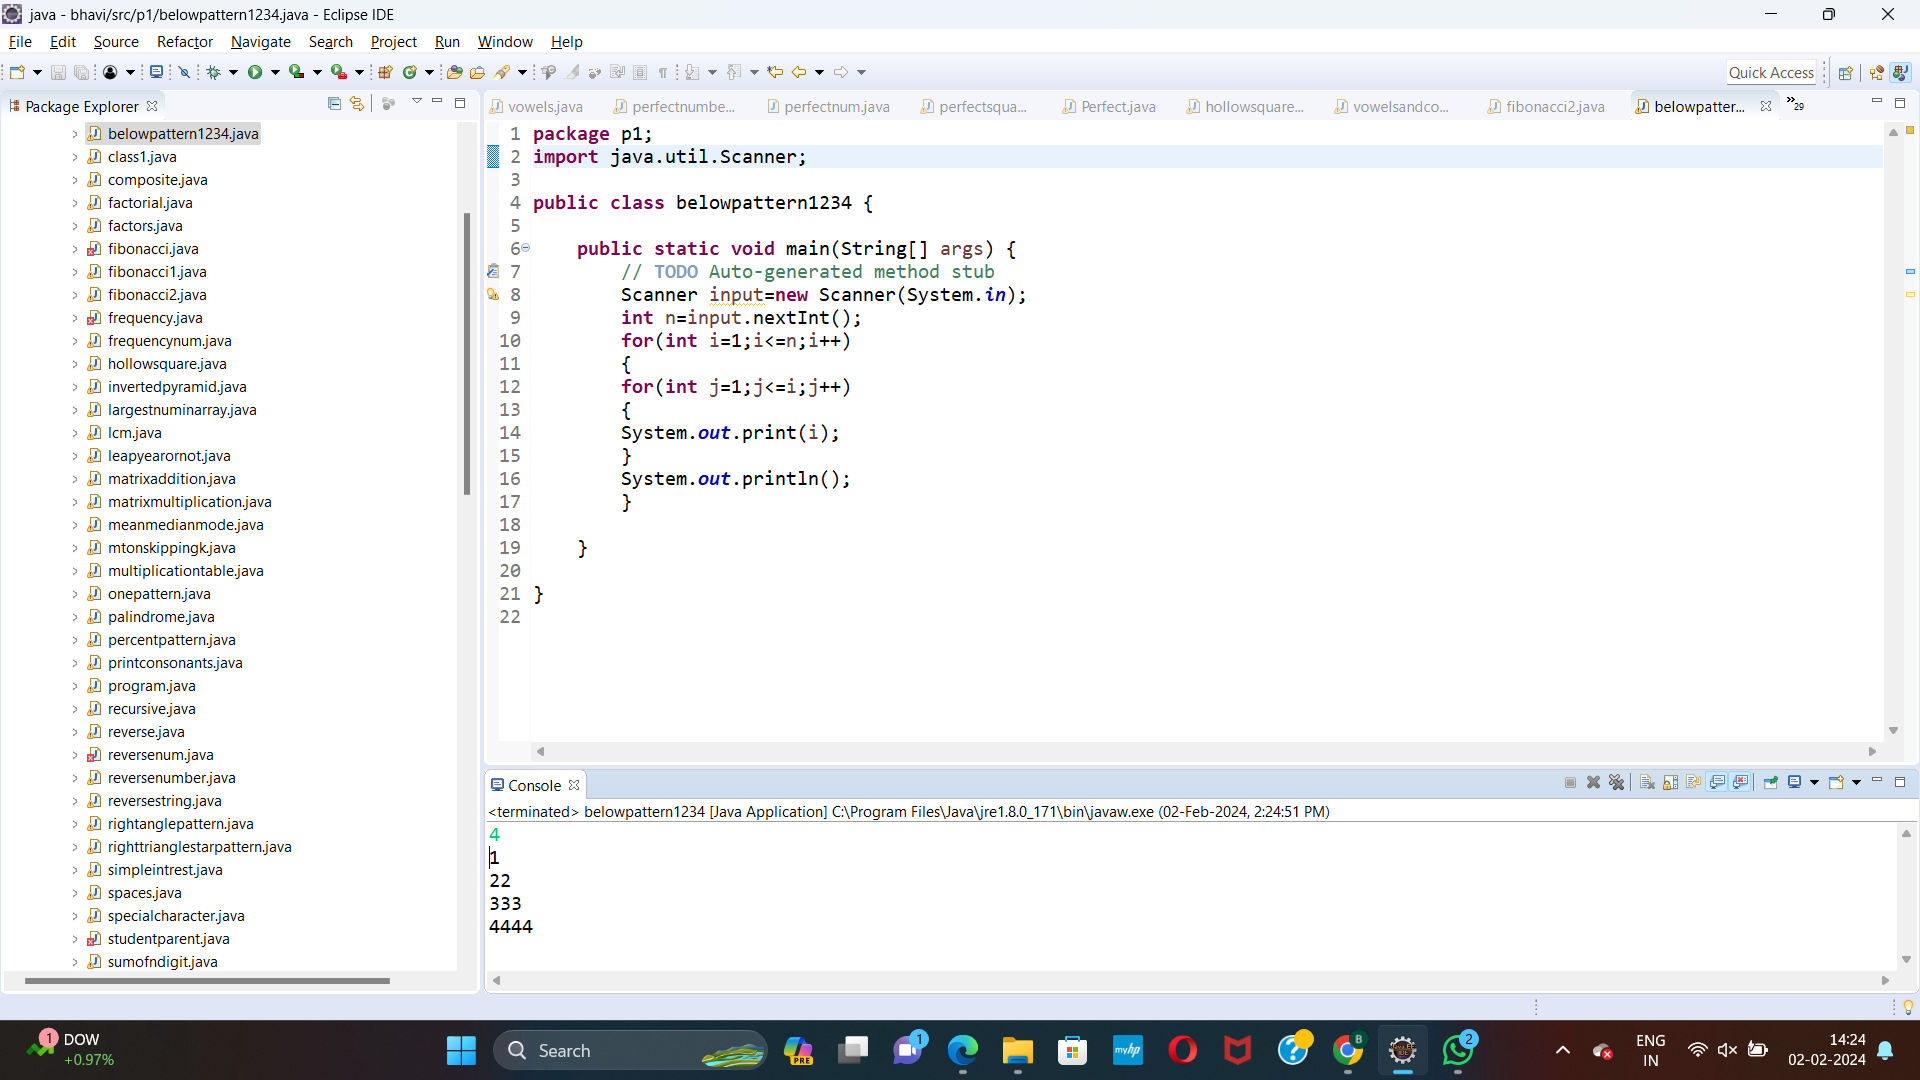 java - bhavi/src/p1/belowpattern1234.java - Eclipse IDE
File Edit Source Refactor Navigate Search Project Run Window Help
Quick Access
Package Explorer
belowpattern1234.java
class1.java
composite.java
factorial.java
factors.java
fibonacci.java
fibonacci1.java
fibonacci2.java
frequency.java
frequencynum.java
hollowsquare.java
invertedpyramid.java
largestnuminarray.java
lcm.java
leapyearornot.java
matrixaddition.java
matrixmultiplication.java
meanmedianmode.java
mtonskippingk.java
multiplicationtable.java
onepattern.java
palindrome.java
percentpattern.java
printconsonants.java
program.java
recursive.java
reverse.java
reversenum.java
reversenumber.java
reversestring.java
rightanglepattern.java
righttrianglestarpattern.java
simpleintrest.java
spaces.java
specialcharacter.java
studentparent.java
sumofndigit.java
vowels.java perfectnumbe... perfectnum.java perfectsqua... Perfect.java hollowsquare... vowelsandco... fibonacci2.java belowpatter... »29
1 package p1;
2 import java.util.Scanner;
3
4 public class belowpattern1234 {
5
6 public static void main(String[] args) {
7 // TODO Auto-generated method stub
8 Scanner input=new Scanner(System.in);
9 int n=input.nextInt();
10 for(int i=1;i<=n;i++)
11 {
12 for(int j=1;j<=i;j++)
13 {
14 System.out.print(i);
15 }
16 System.out.println();
17 }
18
19 }
20
21 }
22
Console
<terminated> belowpattern1234 [Java Application] C:\Program Files\Java\jre1.8.0_171\bin\javaw.exe (02-Feb-2024, 2:24:51 PM)
4
1
22
333
4444
1 DOW
+0.97%
Search
PRE
1
myhp
B
2
ENG
IN
14:24
02-02-2024